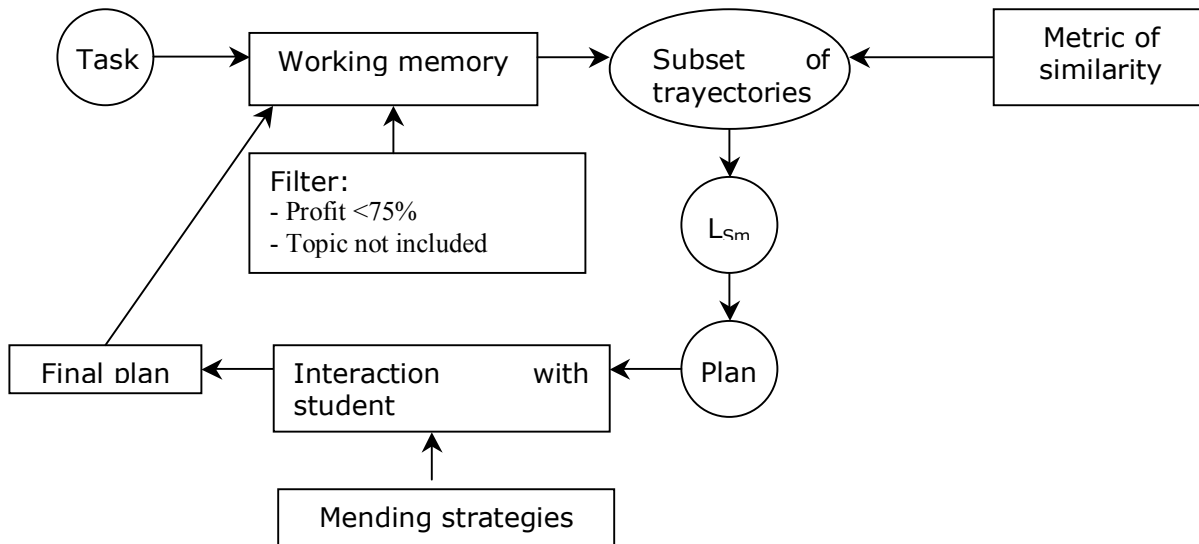 Task
Working memory
Subset of
trayectories
Metric of
similarity
Filter:
- Profit <75%
- Topic not included
LSm
Final plan
Interaction with
student
Plan
Mending strategies